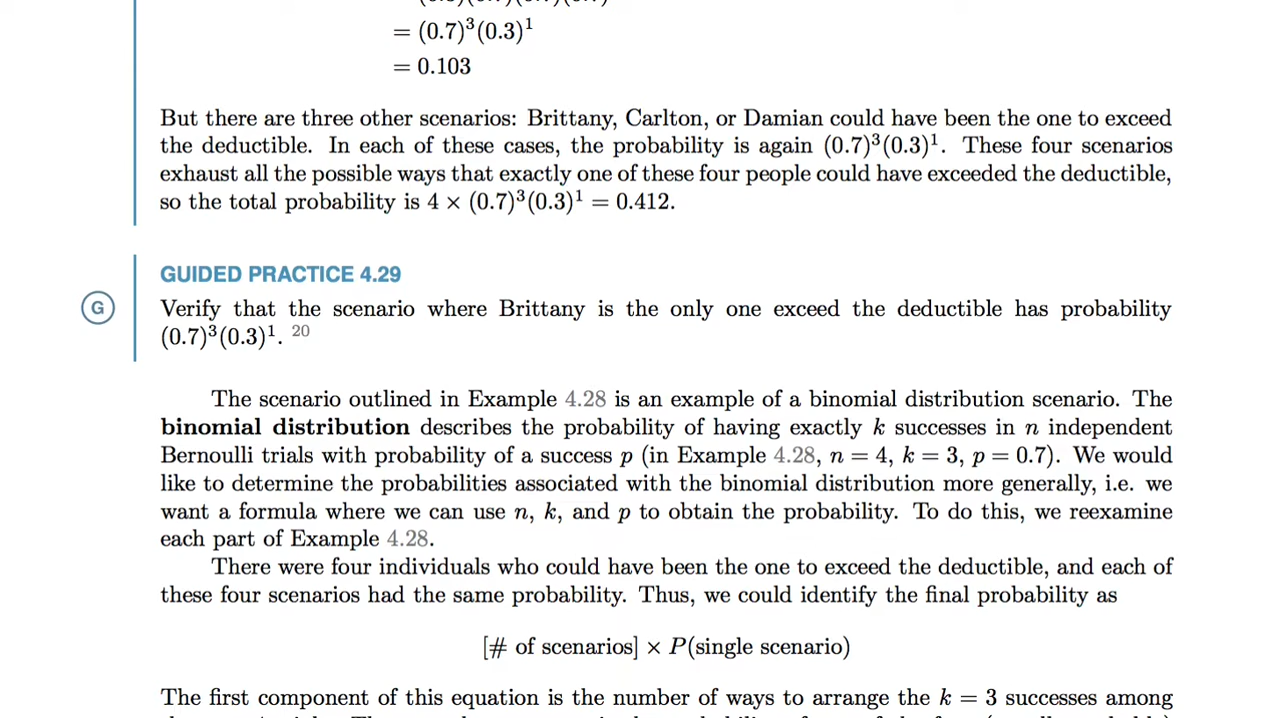 = (0.7)³(0.3)¹
= 0.103
But there are three other scenarios: Brittany, Carlton, or Damian could have been the one to exceed
the deductible. In each of these cases, the probability is again (0.7)³(0.3)¹. These four scenarios
exhaust all the possible ways that exactly one of these four people could have exceeded the deductible,
so the total probability is 4 × (0.7)³(0.3)¹ = 0.412.
GUIDED PRACTICE 4.29
G Verify that the scenario where Brittany is the only one exceed the deductible has probability
(0.7)³(0.3)¹. 20
The scenario outlined in Example 4.28 is an example of a binomial distribution scenario. The
binomial distribution describes the probability of having exactly k successes in n independent
Bernoulli trials with probability of a success p (in Example 4.28, n = 4, k = 3, p = 0.7). We would
like to determine the probabilities associated with the binomial distribution more generally, i.e. we
want a formula where we can use n, k, and p to obtain the probability. To do this, we reexamine
each part of Example 4.28.
There were four individuals who could have been the one to exceed the deductible, and each of
these four scenarios had the same probability. Thus, we could identify the final probability as
[# of scenarios] × P(single scenario)
The first component of this equation is the number of ways to arrange the k = 3 successes among